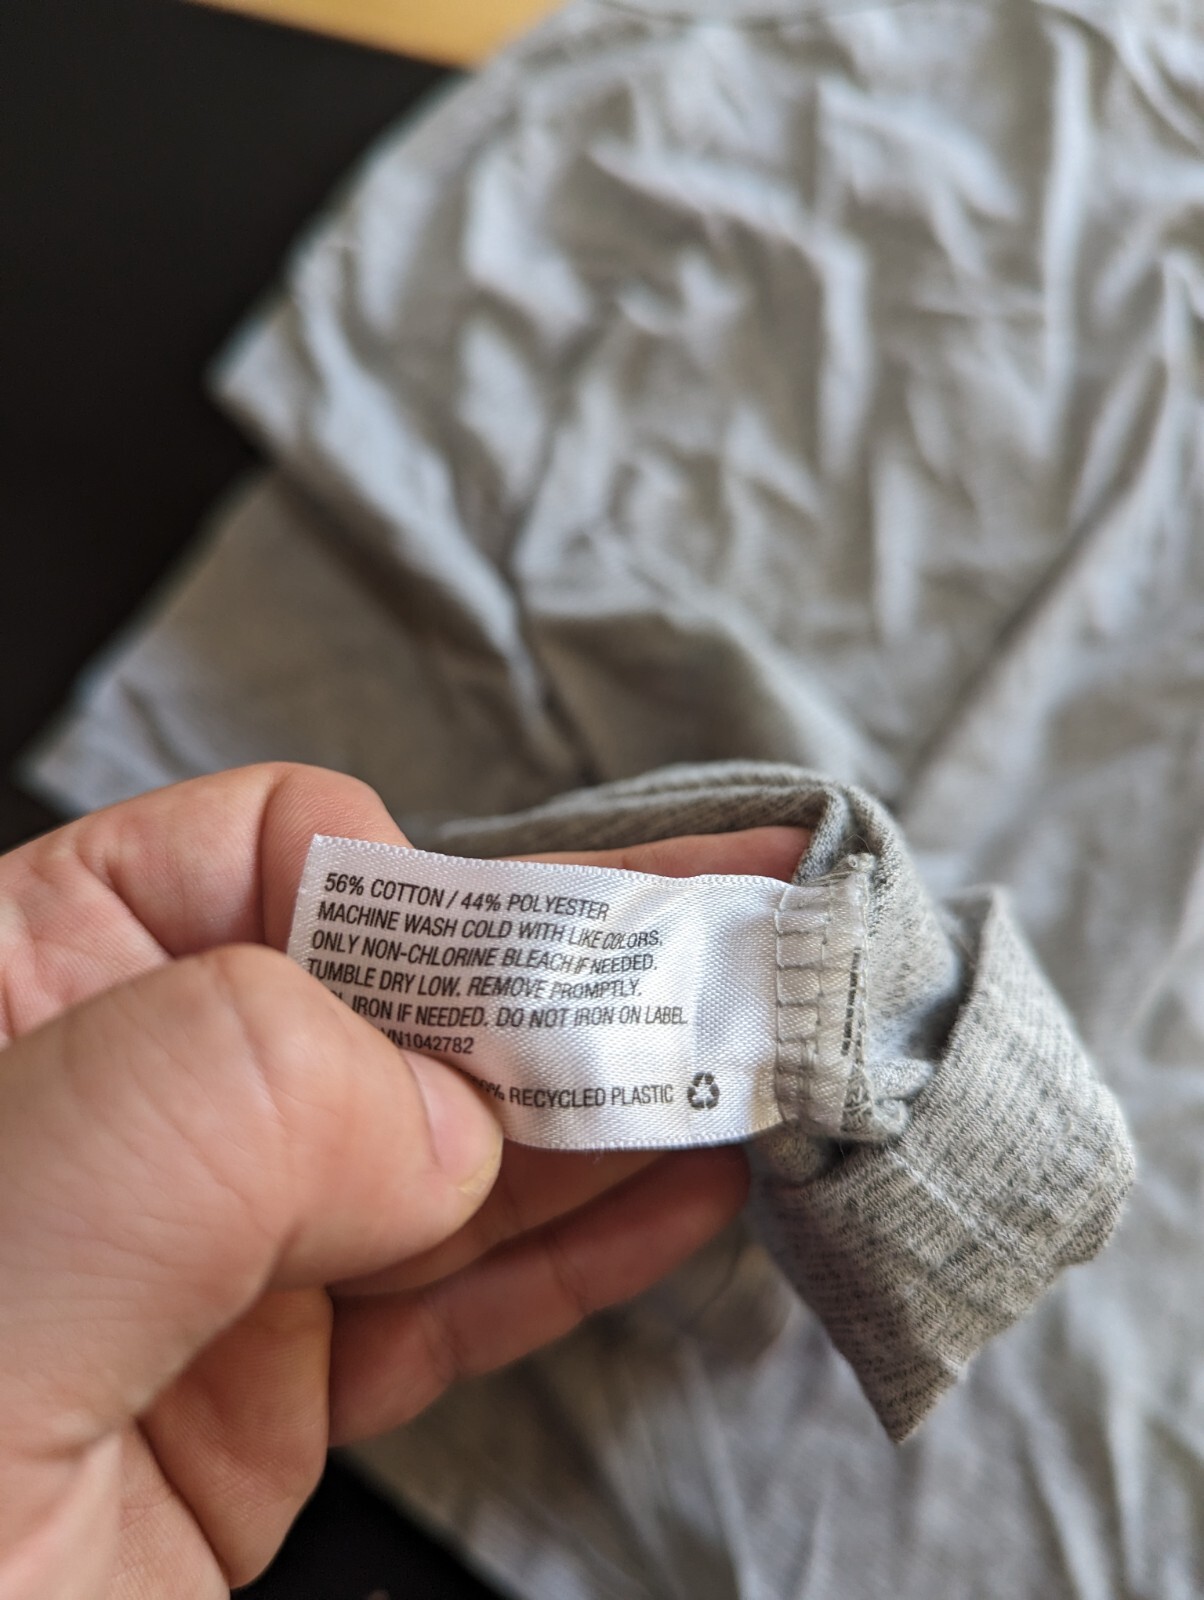 56% COTTON / 44% POLYESTER
MACHINE WASH COLD WITH LIKE COLORS.
ONLY NON-CHLORINE BLEACH IF NEEDED.
TUMBLE DRY LOW. REMOVE PROMPTLY.
IRON IF NEEDED. DO NOT IRON ON LABEL
VN1042782
% RECYCLED PLASTIC